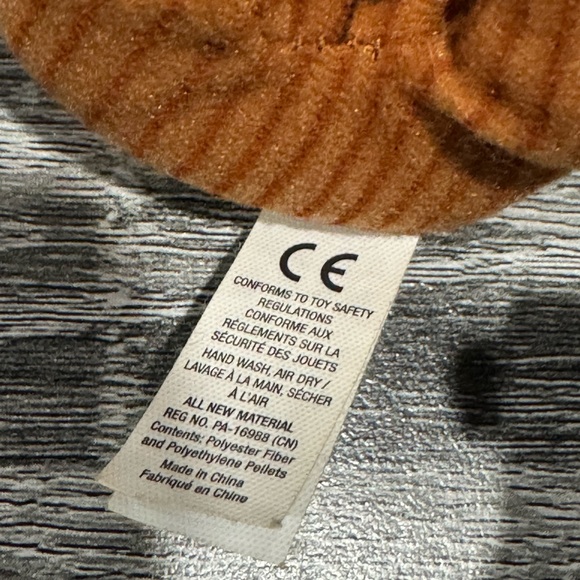 CE
CONFORMS TO TOY SAFETY
REGULATIONS
CONFORME AUX
RÈGLEMENTS SUR LA
SÉCURITÉ DES JOUETS
HAND WASH, AIR DRY /
LAVAGE À LA MAIN, SÉCHER
À L'AIR
ALL NEW MATERIAL
REG NO. PA-16988 (CN)
Contents: Polyester Fiber
and Polyethylene Pellets
Made in China
Fabriqué en Chine